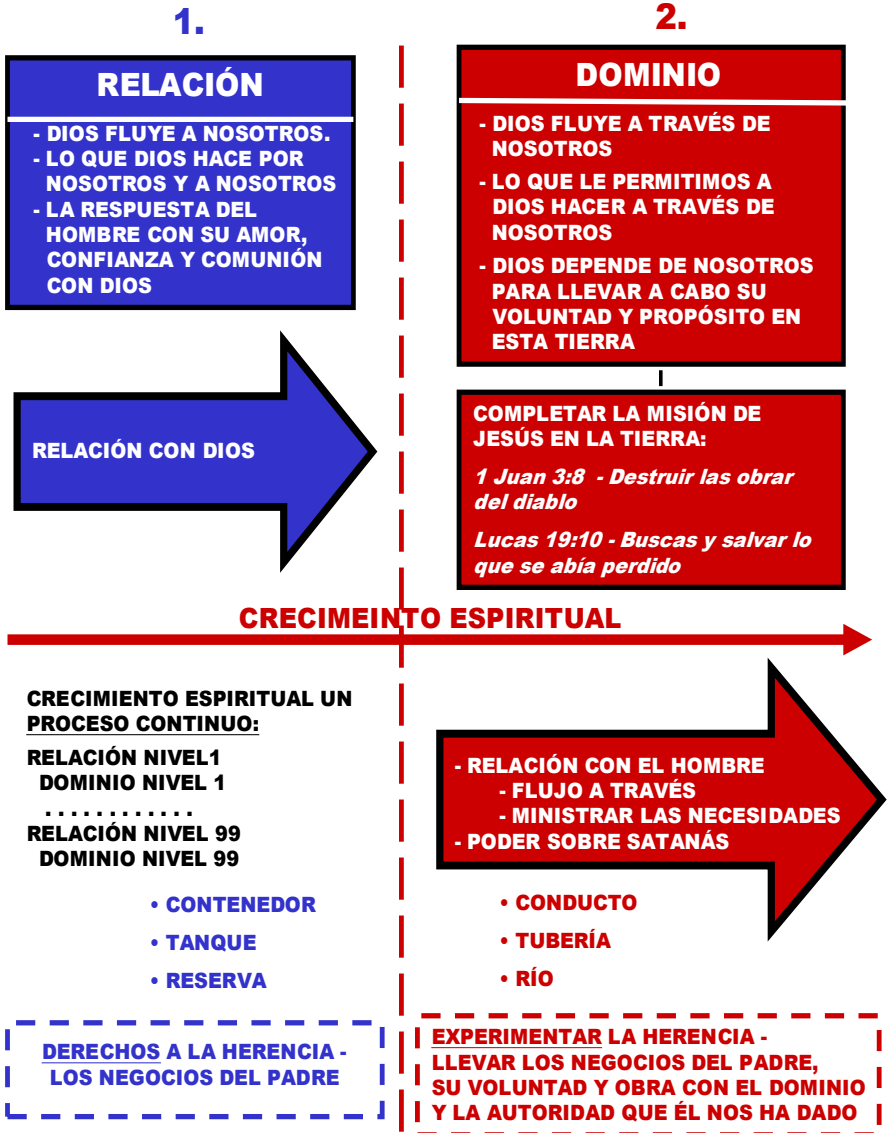 1.
RELACIÓN
- DIOS FLUYE A NOSOTROS.
- LO QUE DIOS HACE POR
NOSOTROS Y A NOSOTROS
- LA RESPUESTA DEL
HOMBRE CON SU AMOR,
CONFIANZA Y COMUNIÓN
CON DIOS
RELACIÓN CON DIOS
2.
DOMINIO
- DIOS FLUYE A TRAVÉS DE
NOSOTROS
- LO QUE LE PERMITIMOS A
DIOS HACER A TRAVÉS DE
NOSOTROS
- DIOS DEPENDE DE NOSOTROS
PARA LLEVAR A CABO SU
VOLUNTAD Y PROPÓSITO EN
ESTA TIERRA
COMPLETAR LA MISIÓN DE
JESÚS EN LA TIERRA:
1 Juan 3:8 - Destruir las obrar
del diablo
Lucas 19:10 - Buscas y salvar lo
que se abía perdido
CRECIMEINTO ESPIRITUAL
CRECIMIENTO ESPIRITUAL UN
PROCESO CONTINUO:
RELACIÓN NIVEL1
DOMINIO NIVEL 1
. . . . . . . . . . . .
RELACIÓN NIVEL 99
DOMINIO NIVEL 99
• CONTENEDOR
• TANQUE
• RESERVA
DERECHOS A LA HERENCIA -
LOS NEGOCIOS DEL PADRE
- RELACIÓN CON EL HOMBRE
- FLUJO A TRAVÉS
- MINISTRAR LAS NECESIDADES
- PODER SOBRE SATANÁS
• CONDUCTO
• TUBERÍA
• RÍO
EXPERIMENTAR LA HERENCIA -
LLEVAR LOS NEGOCIOS DEL PADRE,
SU VOLUNTAD Y OBRA CON EL DOMINIO
Y LA AUTORIDAD QUE ÉL NOS HA DADO